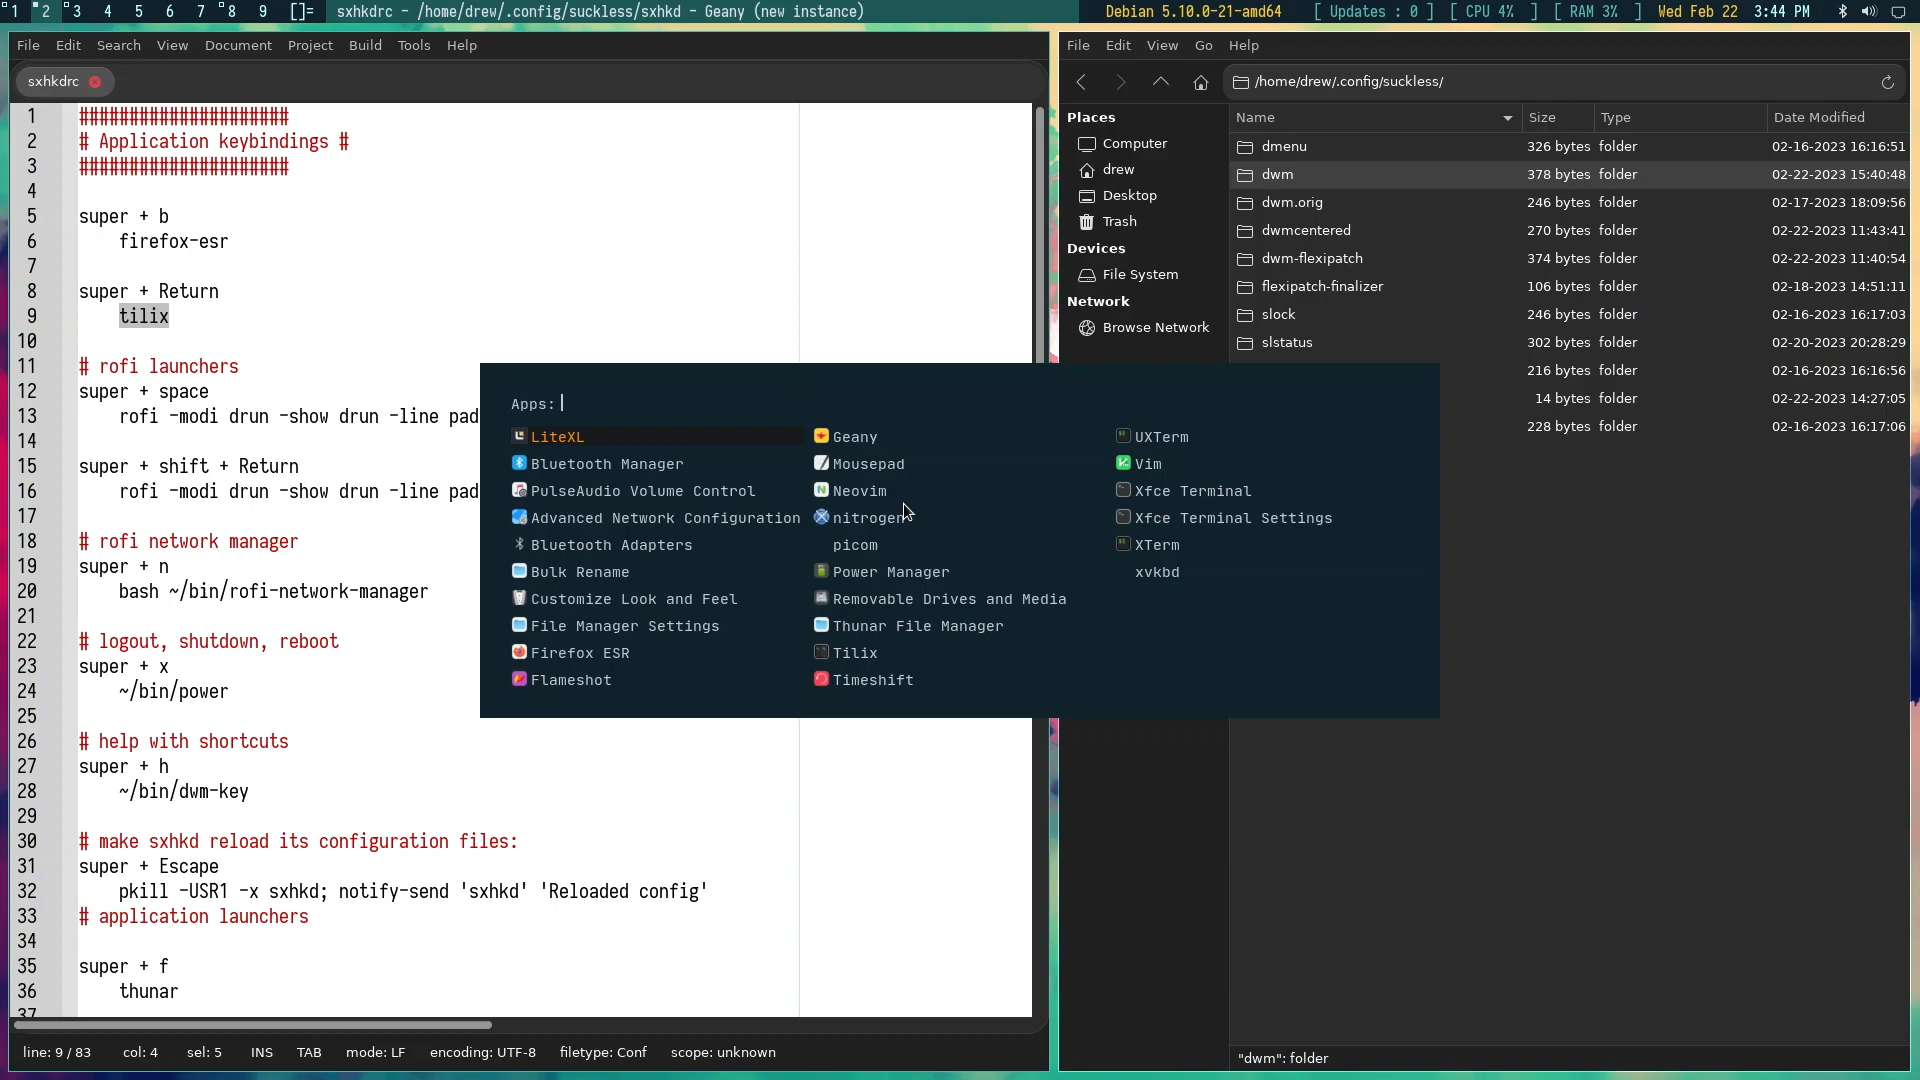 1 2 3 4 5 6 7 8 9 []= sxhkdrc – /home/drew/.config/suckless/sxhkd – Geany (new instance) Debian 5.10.0-21-amd64 [ Updates : 0 ] [ CPU 4% ] [ RAM 3% ] Wed Feb 22 3:44 PM
File Edit Search View Document Project Build Tools Help
sxhkdrc
1 #####################
2 # Application keybindings #
3 #####################
4
5 super + b
6 firefox-esr
7
8 super + Return
9 tilix
10
11 # rofi launchers
12 super + space
13 rofi -modi drun -show drun -line pad
14
15 super + shift + Return
16 rofi -modi drun -show drun -line pad
17
18 # rofi network manager
19 super + n
20 bash ~/bin/rofi-network-manager
21
22 # logout, shutdown, reboot
23 super + x
24 ~/bin/power
25
26 # help with shortcuts
27 super + h
28 ~/bin/dwm-key
29
30 # make sxhkd reload its configuration files:
31 super + Escape
32 pkill -USR1 -x sxhkd; notify-send 'sxhkd' 'Reloaded config'
33 # application launchers
34
35 super + f
36 thunar
37
line: 9 / 83 col: 4 sel: 5 INS TAB mode: LF encoding: UTF-8 filetype: Conf scope: unknown
Apps:
LiteXL
Bluetooth Manager
PulseAudio Volume Control
Advanced Network Configuration
Bluetooth Adapters
Bulk Rename
Customize Look and Feel
File Manager Settings
Firefox ESR
Flameshot
Geany
Mousepad
Neovim
nitrogen
picom
Power Manager
Removable Drives and Media
Thunar File Manager
Tilix
Timeshift
UXTerm
Vim
Xfce Terminal
Xfce Terminal Settings
XTerm
xvkbd
File Edit View Go Help
/home/drew/.config/suckless/
Places
Computer
drew
Desktop
Trash
Devices
File System
Network
Browse Network
Name Size Type Date Modified
dmenu 326 bytes folder 02-16-2023 16:16:51
dwm 378 bytes folder 02-22-2023 15:40:48
dwm.orig 246 bytes folder 02-17-2023 18:09:56
dwmcentered 270 bytes folder 02-22-2023 11:43:41
dwm-flexipatch 374 bytes folder 02-22-2023 11:40:54
flexipatch-finalizer 106 bytes folder 02-18-2023 14:51:11
slock 246 bytes folder 02-16-2023 16:17:03
slstatus 302 bytes folder 02-20-2023 20:28:29
216 bytes folder 02-16-2023 16:16:56
14 bytes folder 02-22-2023 14:27:05
228 bytes folder 02-16-2023 16:17:06
"dwm": folder